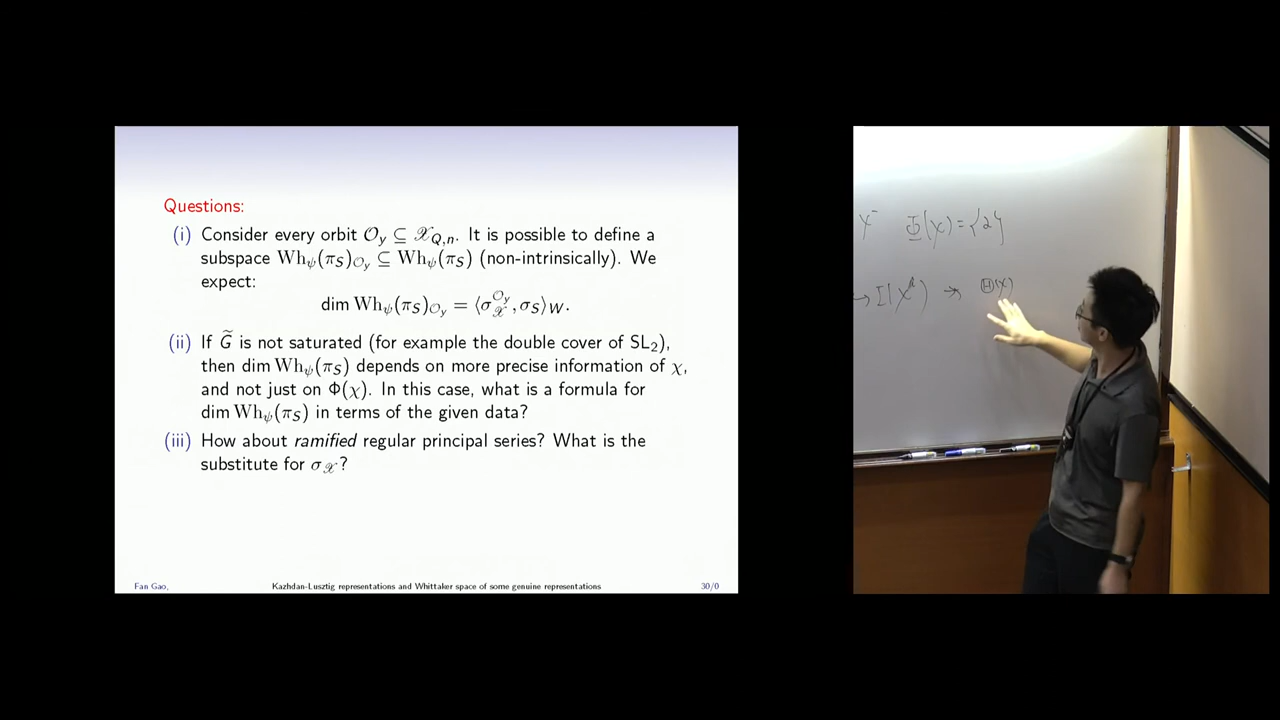 Questions:
(i) Consider every orbit 𝒪_y ⊆ 𝒳_{Q,n}. It is possible to define a
subspace Wh_ψ(π_S)_{𝒪_y} ⊆ Wh_ψ(π_S) (non-intrinsically). We
expect:
dim Wh_ψ(π_S)_{𝒪_y} = ⟨σ_𝒳^{𝒪_y}, σ_S⟩_W.
(ii) If G̃ is not saturated (for example the double cover of SL₂),
then dim Wh_ψ(π_S) depends on more precise information of χ,
and not just on Φ(χ). In this case, what is a formula for
dim Wh_ψ(π_S) in terms of the given data?
(iii) How about ramified regular principal series? What is the
substitute for σ_𝒳?
Fan Gao, Kazhdan-Lusztig representations and Whittaker space of some genuine representations 30/0
Φ(χ)={α}
Θ(χ)